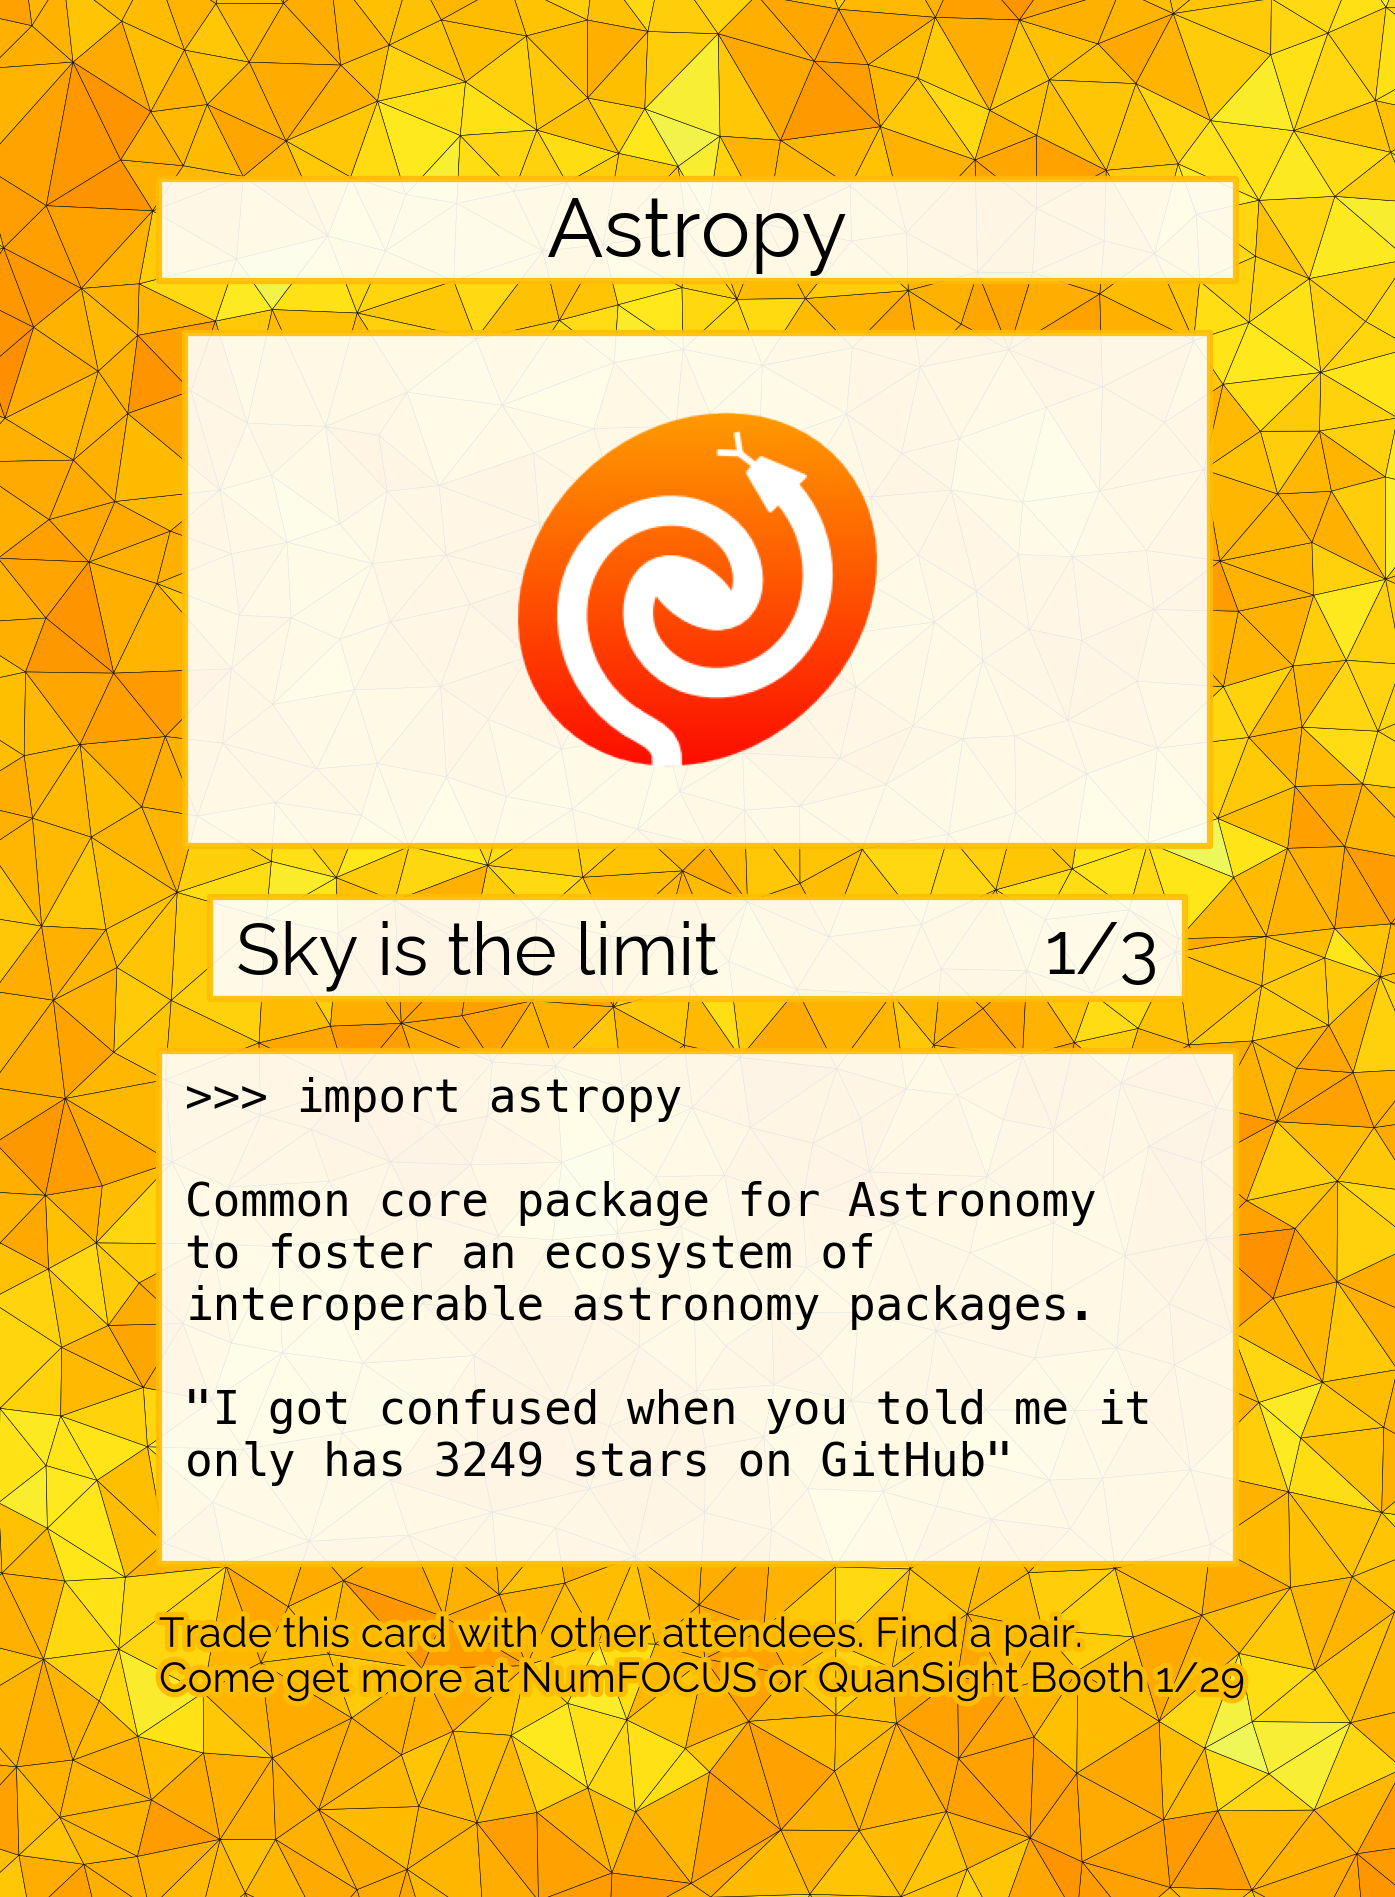 Astropy
Sky is the limit 1/3
>>> import astropy
Common core package for Astronomy
to foster an ecosystem of
interoperable astronomy packages.
"I got confused when you told me it
only has 3249 stars on GitHub"
Trade this card with other attendees. Find a pair.
Come get more at NumFOCUS or QuanSight Booth 1/29